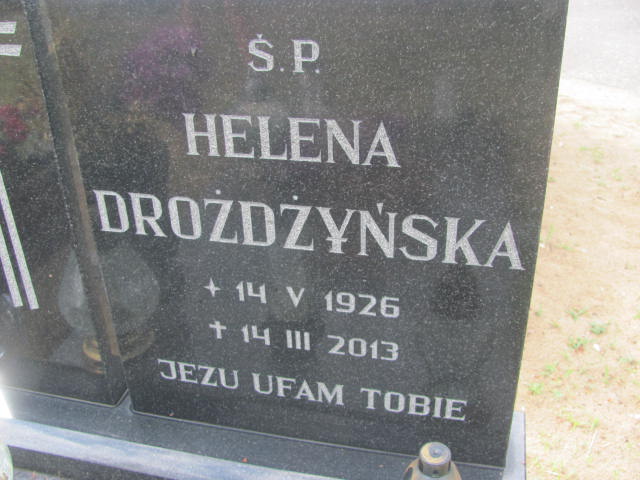 Ś.P.
HELENA
DROŻDŻYŃSKA
14 V 1926
✝ 14 III 2013
JEZU UFAM TOBIE